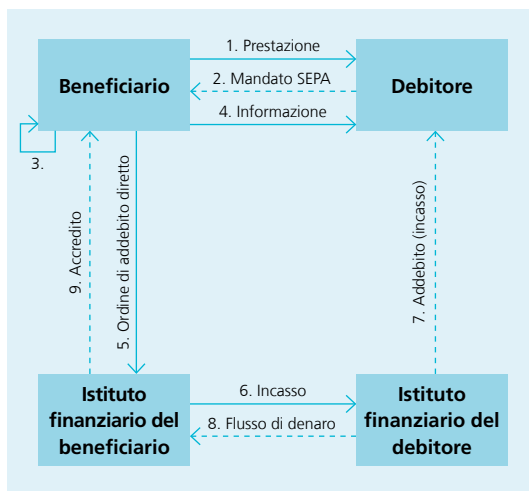 1. Prestazione
Beneficiario
2. Mandato SEPA
Debitore
4. Informazione
3.
9. Accredito
5. Ordine di addebito diretto
7. Addebito (incasso)
Istituto
finanziario del
beneficiario
6. Incasso
8. Flusso di denaro
Istituto
finanziario del
debitore